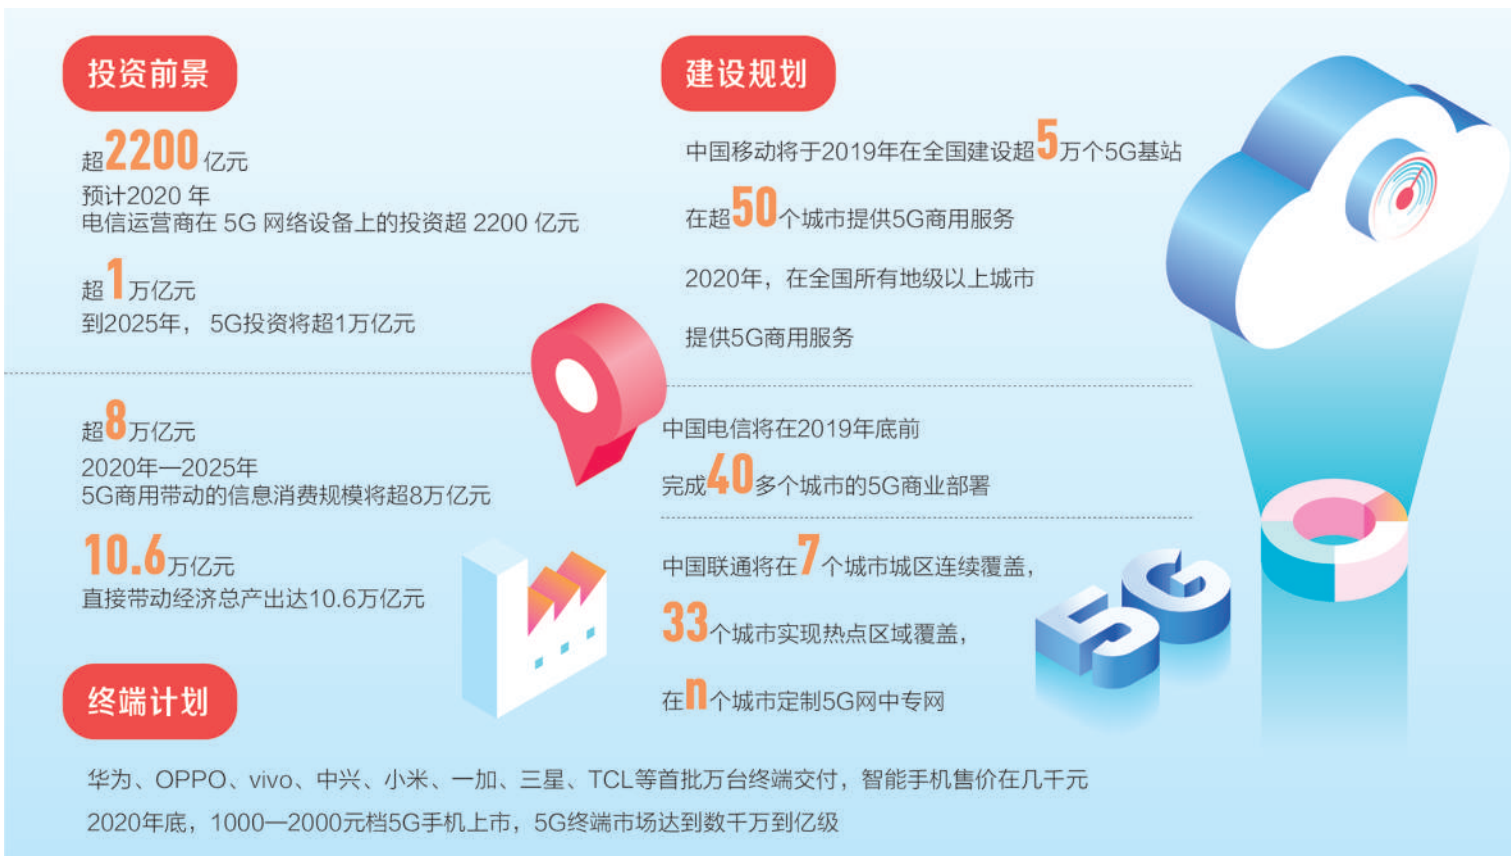 投资前景
超2200亿元
预计2020 年
电信运营商在 5G 网络设备上的投资超 2200 亿元
超1万亿元
到2025年， 5G投资将超1万亿元
超8万亿元
2020年—2025年
5G商用带动的信息消费规模将超8万亿元
10.6万亿元
直接带动经济总产出达10.6万亿元
建设规划
中国移动将于2019年在全国建设超5万个5G基站
在超50个城市提供5G商用服务
2020年，在全国所有地级以上城市
提供5G商用服务
中国电信将在2019年底前
完成40多个城市的5G商业部署
中国联通将在7个城市城区连续覆盖，
33个城市实现热点区域覆盖，
在n个城市定制5G网中专网
5G
终端计划
华为、OPPO、vivo、中兴、小米、一加、三星、TCL等首批万台终端交付，智能手机售价在几千元
2020年底，1000—2000元档5G手机上市，5G终端市场达到数千万到亿级